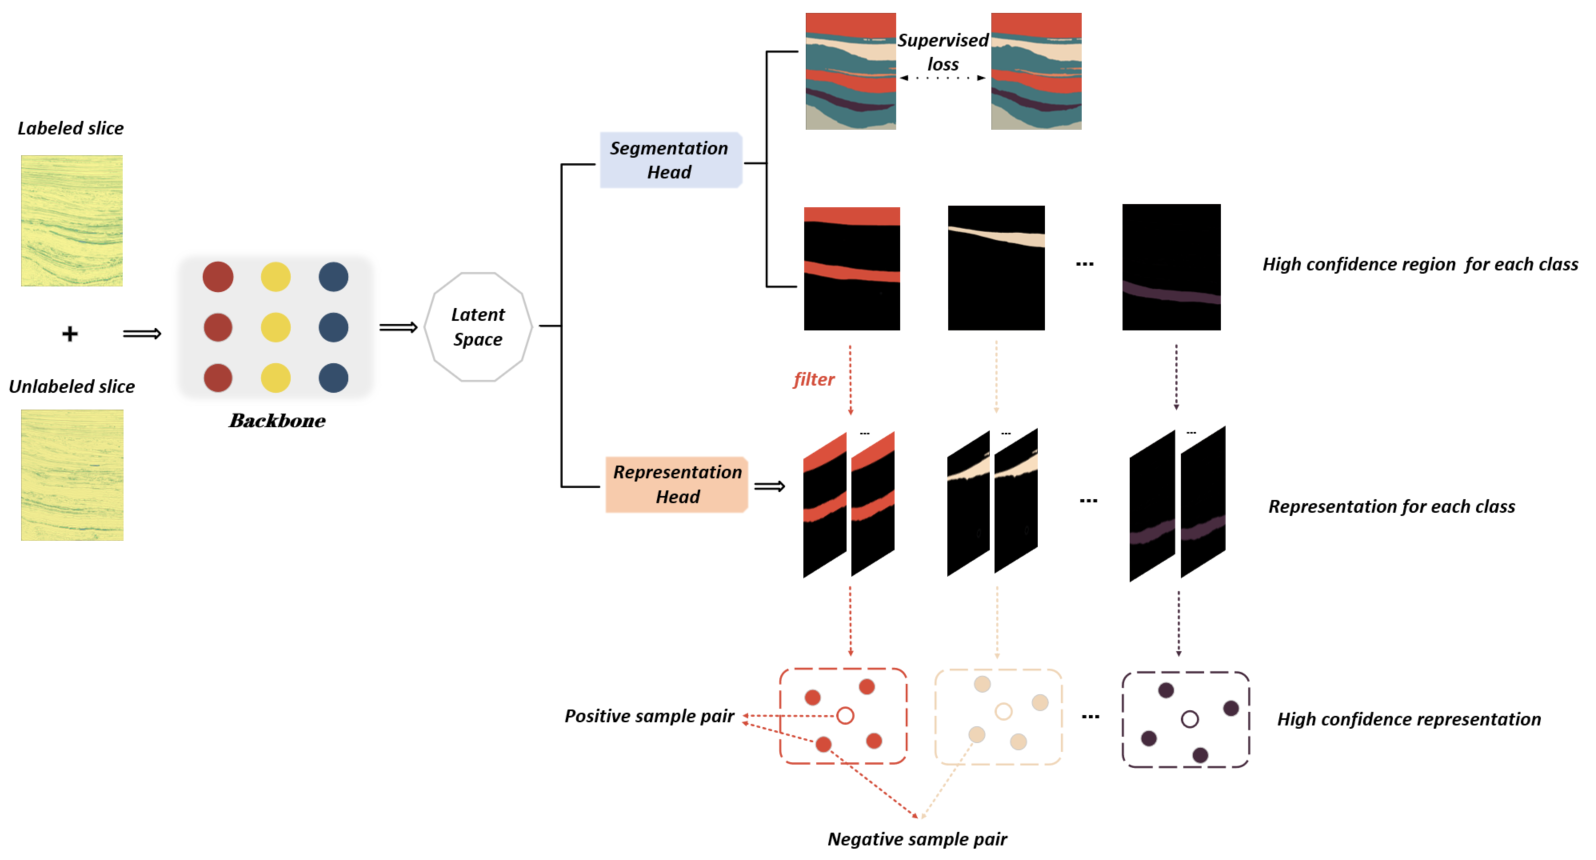 Labeled slice
+
Unlabeled slice
Backbone
Latent
Space
Segmentation
Head
Supervised
loss
...
High confidence region for each class
filter
Representation
Head
...
...
...
...
Representation for each class
Positive sample pair
...
High confidence representation
Negative sample pair